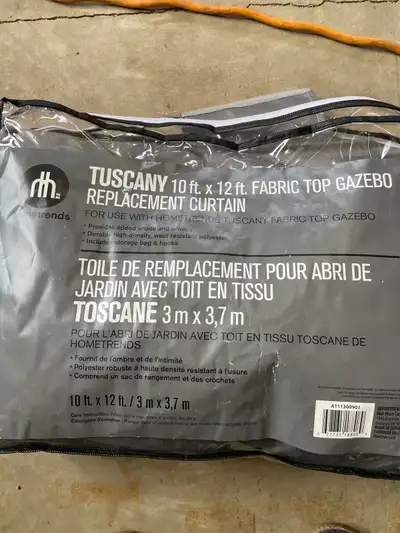 hometrends
TUSCANY 10 ft. x 12 ft. FABRIC TOP GAZEBO
REPLACEMENT CURTAIN
FOR USE WITH HOMETRENDS TUSCANY FABRIC TOP GAZEBO
• Provides added shade and privacy
• Durable high-density, wear resistant polyester
• Includes storage bag & hooks
TOILE DE REMPLACEMENT POUR ABRI DE
JARDIN AVEC TOIT EN TISSU
TOSCANE 3 m x 3,7 m
POUR L'ABRI DE JARDIN AVEC TOIT EN TISSU TOSCANE DE
HOMETRENDS
• Fournit de l'ombre et de l'intimité
• Polyester robuste à haute densité résistant à l'usure
• Comprend un sac de rangement et des crochets
10 ft. x 12 ft. / 3 m x 3,7 m
A111300901